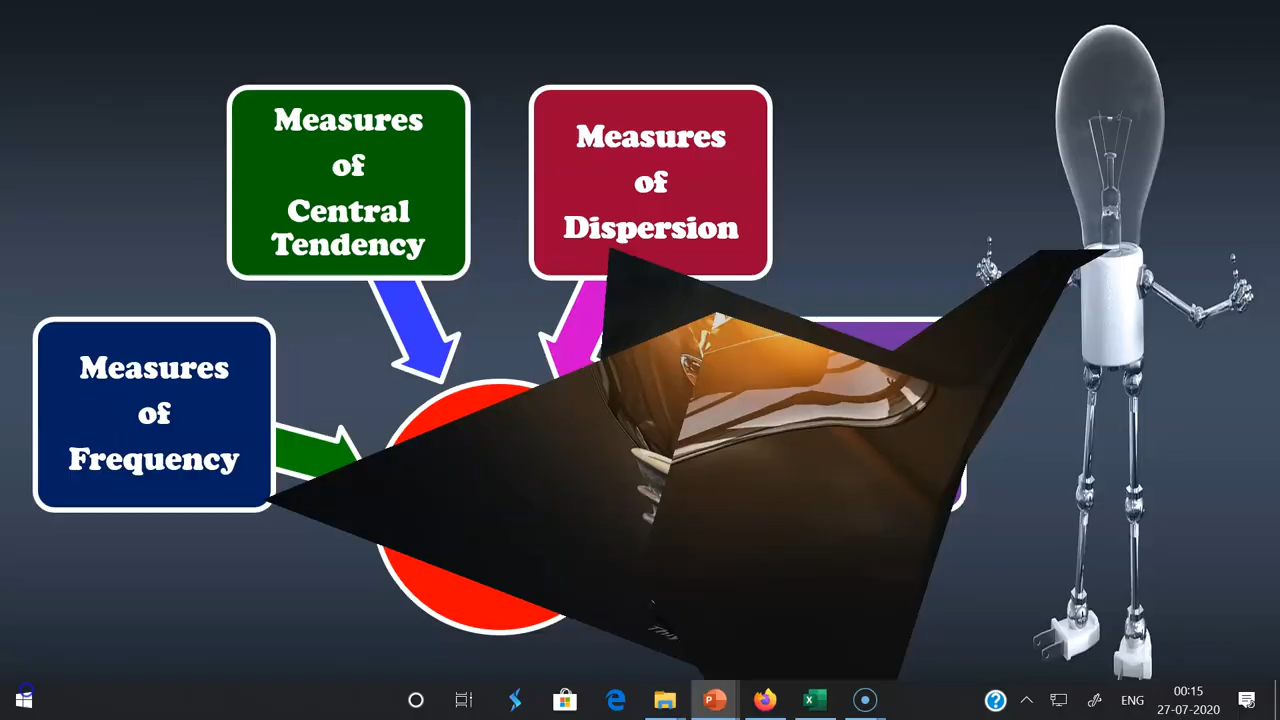 Measures
of
Central
Tendency
Measures
of
Dispersion
Measures
of
Frequency
ENG
00:15
27-07-2020